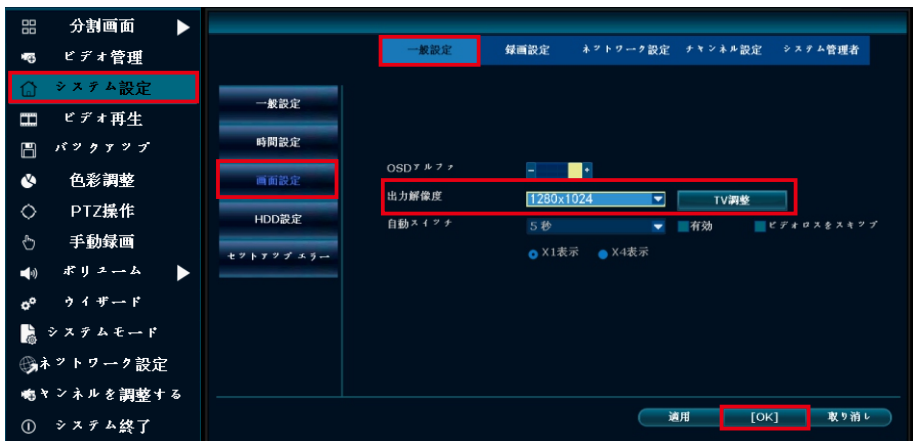 分割画面
ビデオ管理
システム設定
ビデオ再生
バックアップ
色彩調整
PTZ操作
手動録画
ボリューム
ウイザード
システムモード
ネットワーク設定
ャンネルを調整する
システム終了
一般設定 録画設定 ネットワーク設定 チャンネル設定 システム管理者
一般設定
時間設定
画面設定
HDD設定
セットアップ エラー
OSDアルファ - +
出力解像度 1280x1024 TV調整
自動スイッチ 5 秒 有効 ビデオロスをスキップ
X1表示 X4表示
適用 [OK] 取り消し